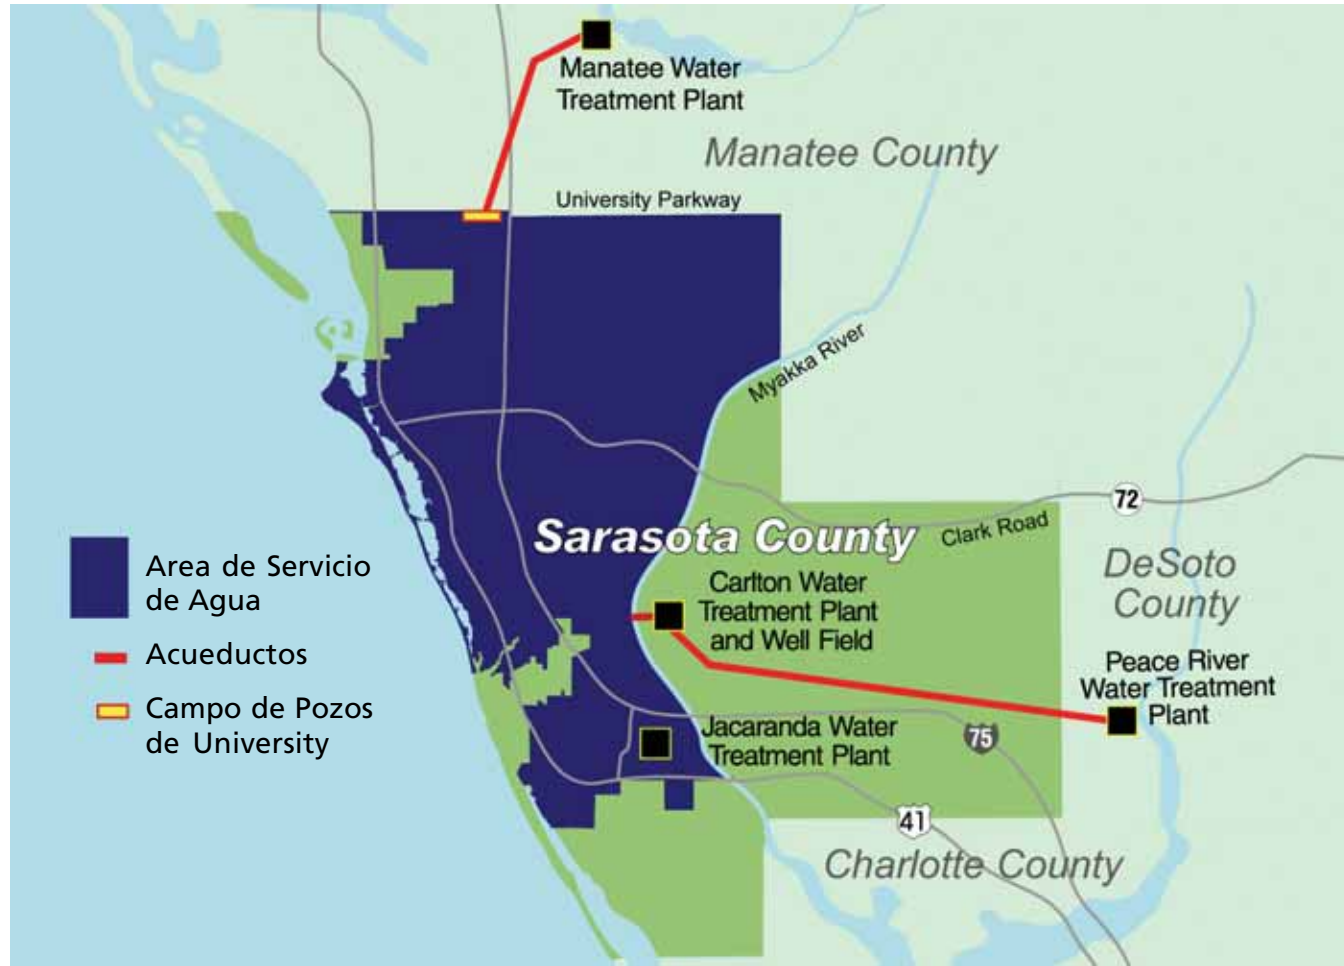 Manatee Water
Treatment Plant
Manatee County
University Parkway
Myakka River
72
Sarasota County
Clark Road
Area de Servicio
de Agua
Carlton Water
Treatment Plant
and Well Field
DeSoto
County
Acueductos
Peace River
Water Treatment
Plant
Campo de Pozos
de University
Jacaranda Water
Treatment Plant
75
41
Charlotte County